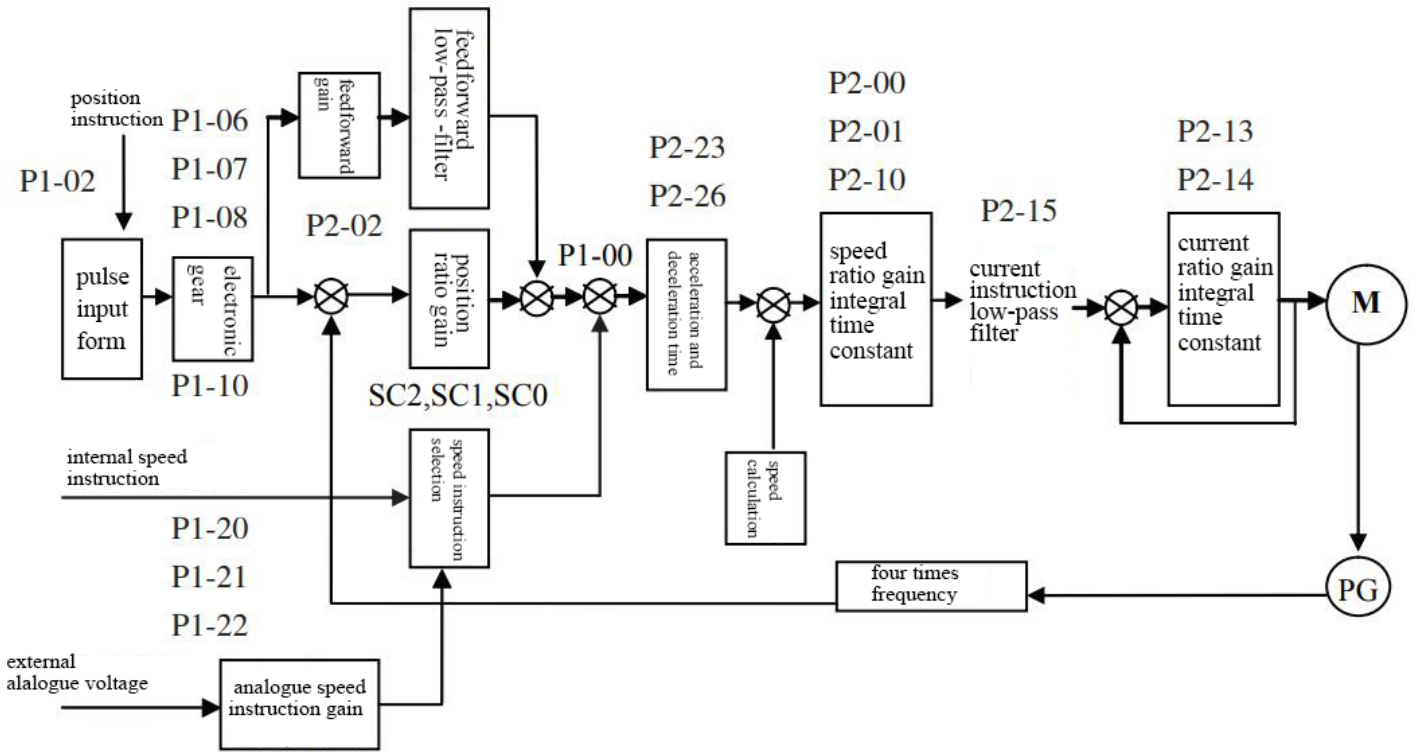 position
instruction
P1-02
pulse
input
form
P1-06
P1-07
P1-08
electronic
gear
P1-10
feedforward
gain
feedforward
low-pass -filter
P2-02
position
ratio gain
P1-00
SC2,SC1,SC0
speed instruction
selection
internal speed
instruction
P1-20
P1-21
P1-22
external
alalogue voltage
analogue speed
instruction gain
P2-23
P2-26
acceleration and
deceleration time
speed
calculation
P2-00
P2-01
P2-10
speed
ratio gain
integral
time
constant
P2-15
current
instruction
low-pass
filter
P2-13
P2-14
current
ratio gain
integral
time
constant
M
PG
four times
frequency